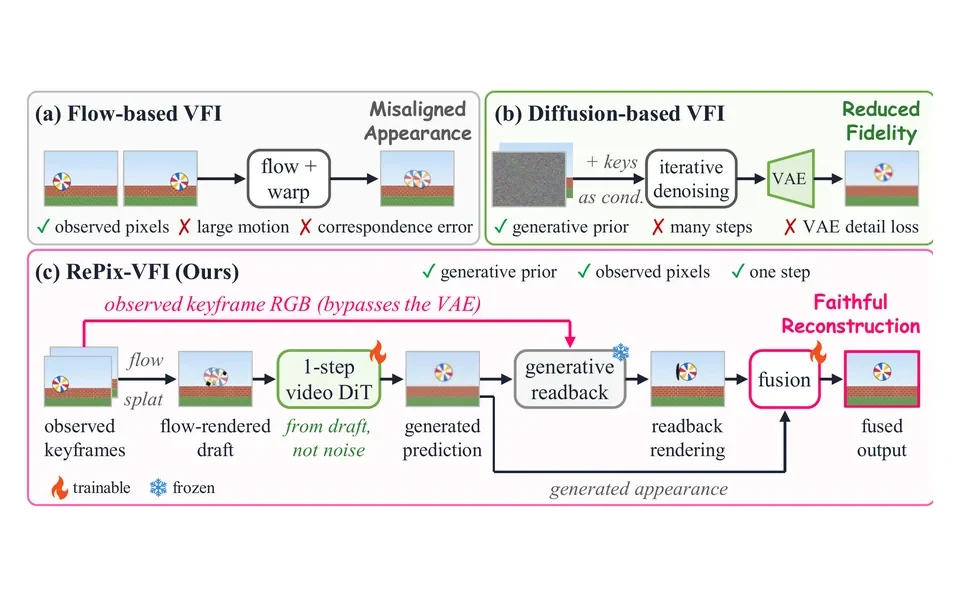 (a) Flow-based VFI
Misaligned
Appearance
flow +
warp
✓ observed pixels ✗ large motion ✗ correspondence error
(b) Diffusion-based VFI
Reduced
Fidelity
+ keys
as cond.
iterative
denoising
VAE
✓ generative prior ✗ many steps ✗ VAE detail loss
(c) RePix-VFI (Ours)
✓ generative prior ✓ observed pixels ✓ one step
observed keyframe RGB (bypasses the VAE)
Faithful
Reconstruction
flow
splat
1-step
video DiT
generative
readback
fusion
observed
keyframes
flow-rendered
draft
from draft,
not noise
generated
prediction
readback
rendering
fused
output
trainable
frozen
generated appearance